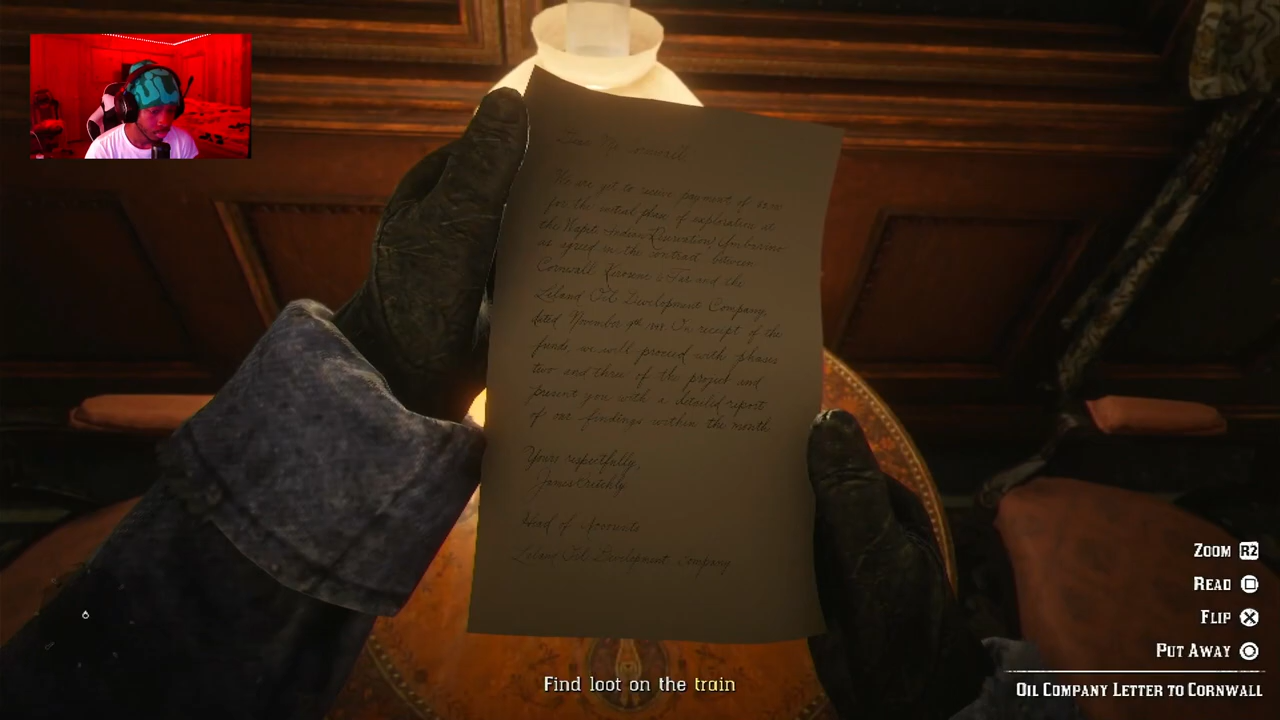 Dear Mr Cornwall
We are yet to receive payment of
for the initial phase of exploration at
the Wapiti Indian Reservation, Ambarino
as agreed in the contract between
Cornwall Kerosene & Tar and the
Leland Oil Development Company,
dated November 9th 1898. On receipt of the
funds, we will proceed with phases
two and three of the project and
present you with a detailed report
of our findings within the month
Yours respectfully,
James Critchly
Head of Accounts
Leland Oil Development Company
ZOOM R2
READ
FLIP
PUT AWAY
OIL COMPANY LETTER TO CORNWALL
Find loot on the train